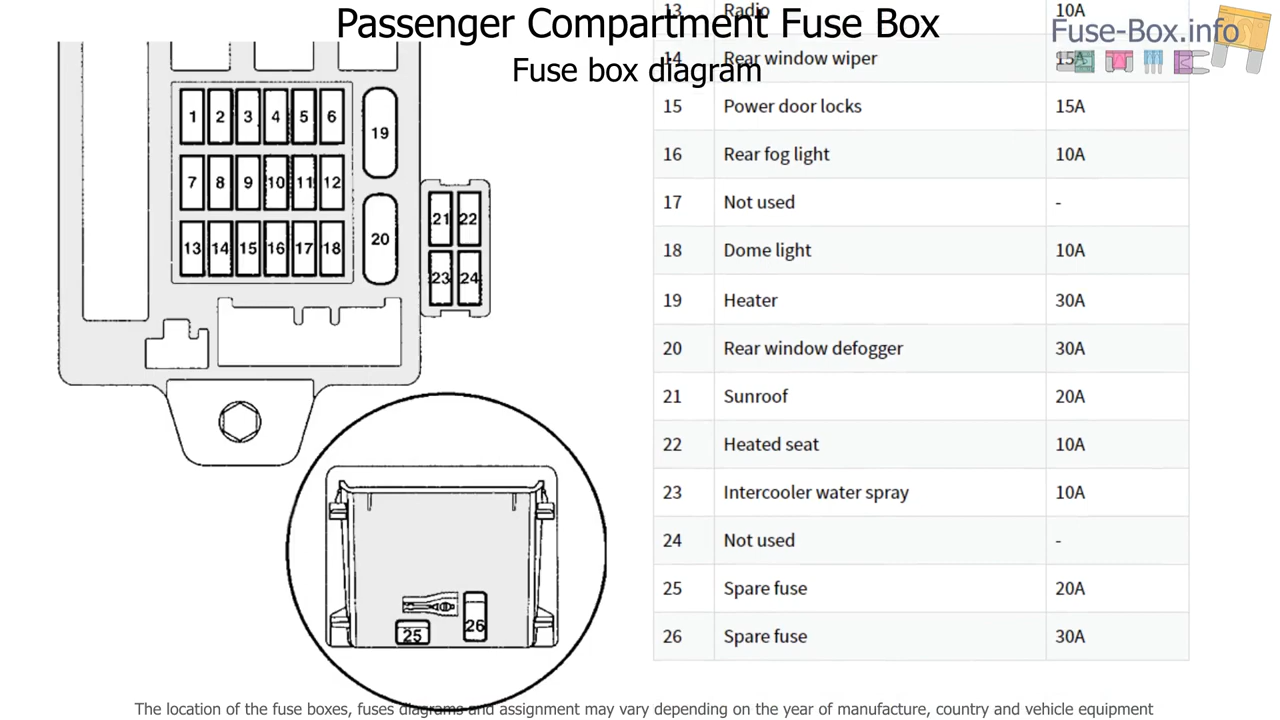 Passenger Compartment Fuse Box
Fuse box diagram
Fuse-Box.info
13 Radio 10A
14 Rear window wiper 15A
15 Power door locks 15A
16 Rear fog light 10A
17 Not used -
18 Dome light 10A
19 Heater 30A
20 Rear window defogger 30A
21 Sunroof 20A
22 Heated seat 10A
23 Intercooler water spray 10A
24 Not used -
25 Spare fuse 20A
26 Spare fuse 30A
1 2 3 4 5 6
19
7 8 9 10 11 12
13 14 15 16 17 18
20
21 22
23 24
25 26
The location of the fuse boxes, fuses diagrams and assignment may vary depending on the year of manufacture, country and vehicle equipment